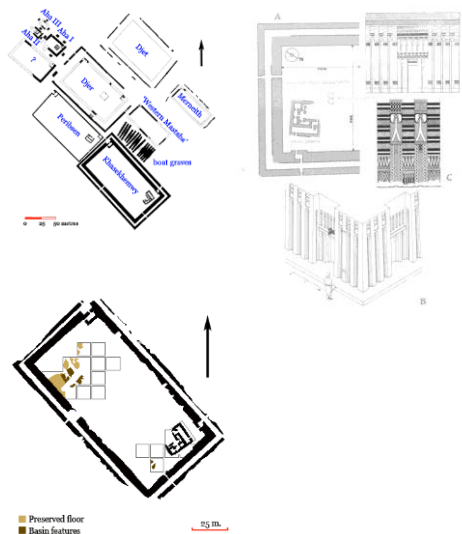 Aha III
Aha I
Aha II
?
Djet
Djer
Merneith
"Western Mastaba"
Peribsen
boat graves
Khasekhemwy
0 25 50 metres
A
C
B
Preserved floor
Basin features
25 m.